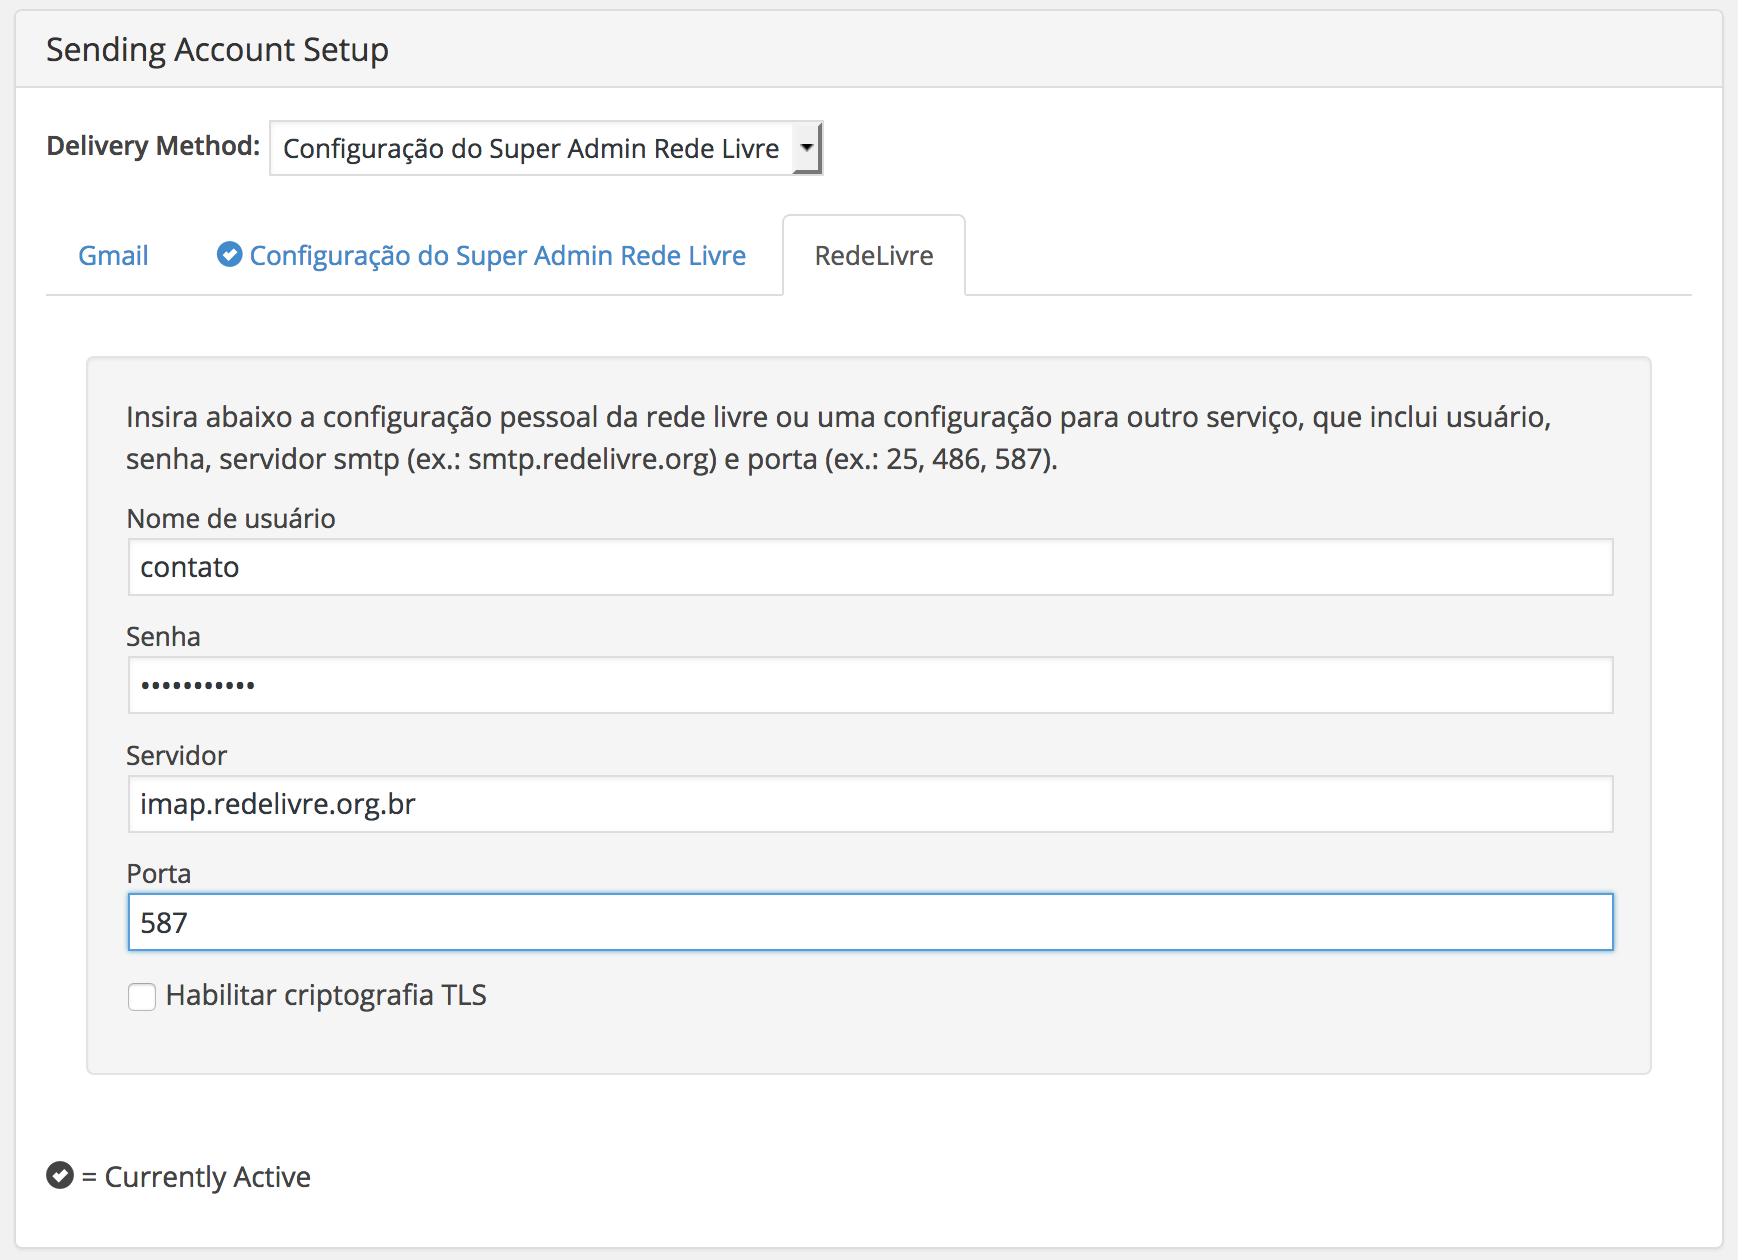 Sending Account Setup
Delivery Method: Configuração do Super Admin Rede Livre
Gmail Configuração do Super Admin Rede Livre RedeLivre
Insira abaixo a configuração pessoal da rede livre ou uma configuração para outro serviço, que inclui usuário,
senha, servidor smtp (ex.: smtp.redelivre.org) e porta (ex.: 25, 486, 587).
Nome de usuário
contato
Senha
•••••••••••
Servidor
imap.redelivre.org.br
Porta
587
Habilitar criptografia TLS
= Currently Active